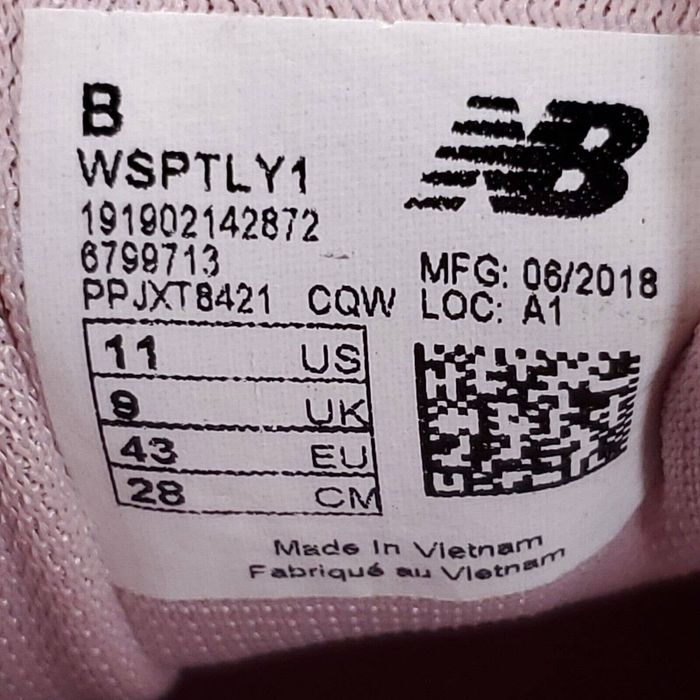 B
WSPTLY1
191902142872
6799713
PPJXT8421 CQW
11 US
9 UK
43 EU
28 CM
NB
MFG: 06/2018
LOC: A1
Made In Vietnam
Fabriqué au Vietnam